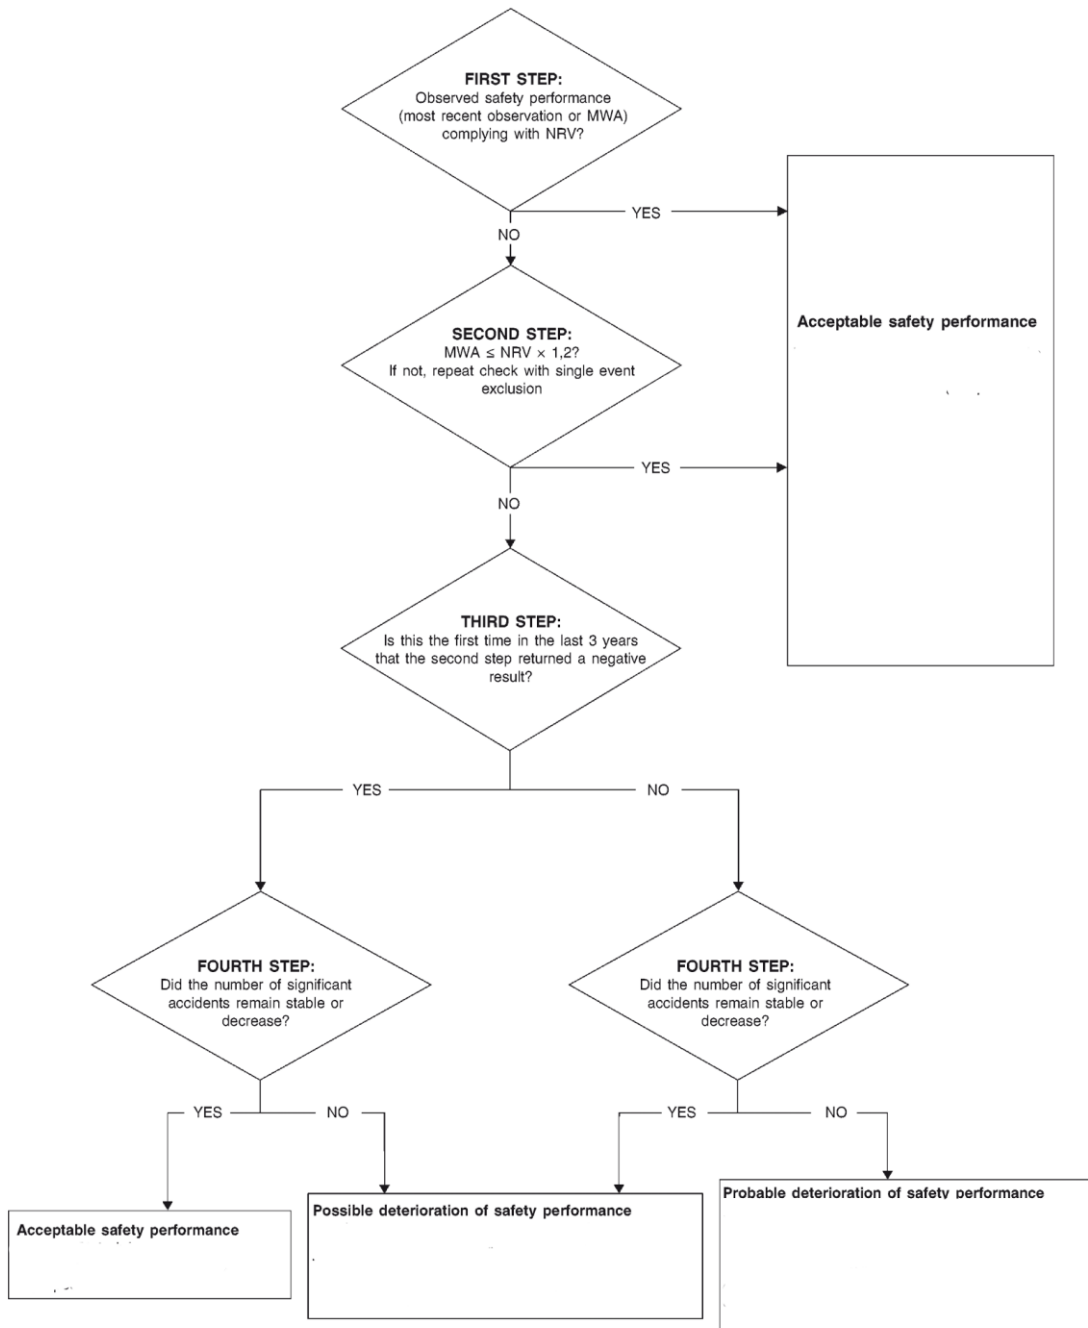 FIRST STEP:
Observed safety performance
(most recent observation or MWA)
complying with NRV?
YES
NO
Acceptable safety performance
SECOND STEP:
MWA ≤ NRV × 1,2?
If not, repeat check with single event
exclusion
YES
NO
THIRD STEP:
Is this the first time in the last 3 years
that the second step returned a negative
result?
YES
NO
FOURTH STEP:
Did the number of significant
accidents remain stable or
decrease?
FOURTH STEP:
Did the number of significant
accidents remain stable or
decrease?
YES
NO
YES
NO
Acceptable safety performance
Possible deterioration of safety performance
Probable deterioration of safety performance